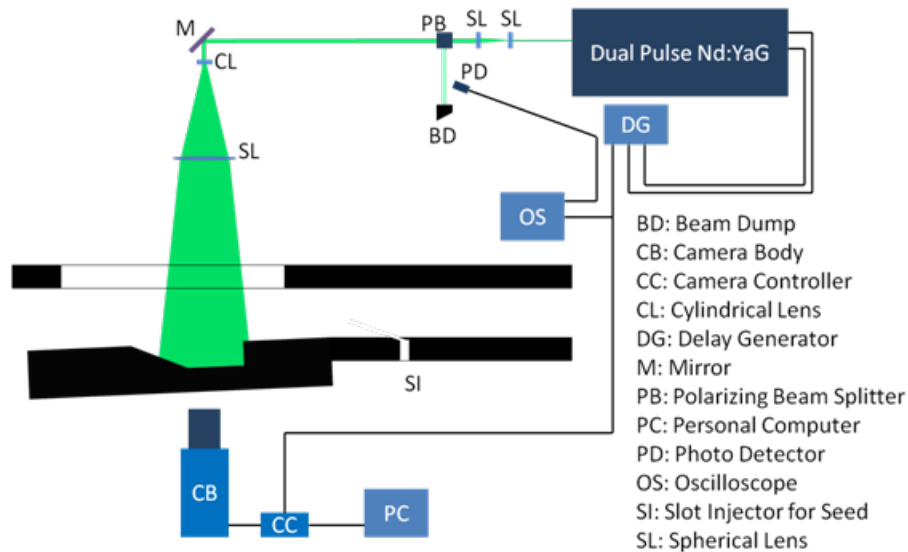 M
CL
SL
PB
SL
SL
PD
BD
Dual Pulse Nd:YaG
DG
OS
SI
CB
CC
PC
BD: Beam Dump
CB: Camera Body
CC: Camera Controller
CL: Cylindrical Lens
DG: Delay Generator
M: Mirror
PB: Polarizing Beam Splitter
PC: Personal Computer
PD: Photo Detector
OS: Oscilloscope
SI: Slot Injector for Seed
SL: Spherical Lens